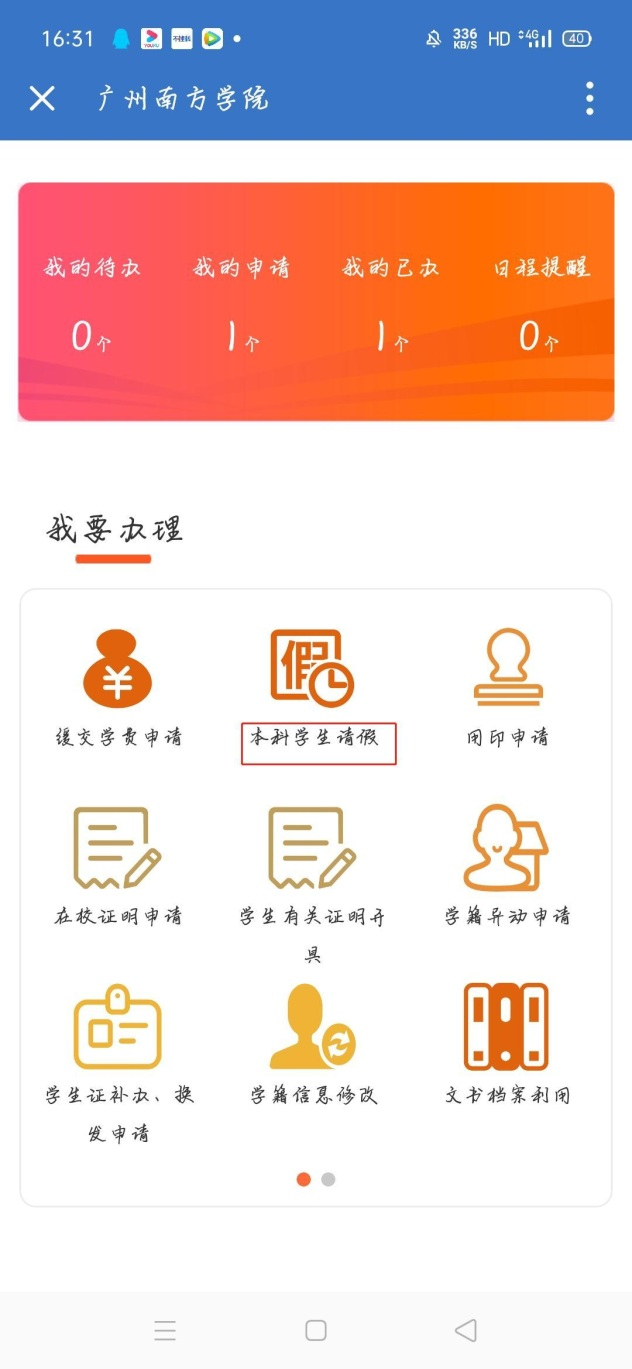 16:31 336 KB/S HD 4G 40
广州南方学院
我的待办 我的申请 我的已办 日程提醒
0个 1个 1个 0个
我要办理
假
缓交学费申请 本科学生请假 用印申请
在校证明申请 学生有关证明开具 学籍异动申请
学生证补办、换发申请 学籍信息修改 文书档案利用